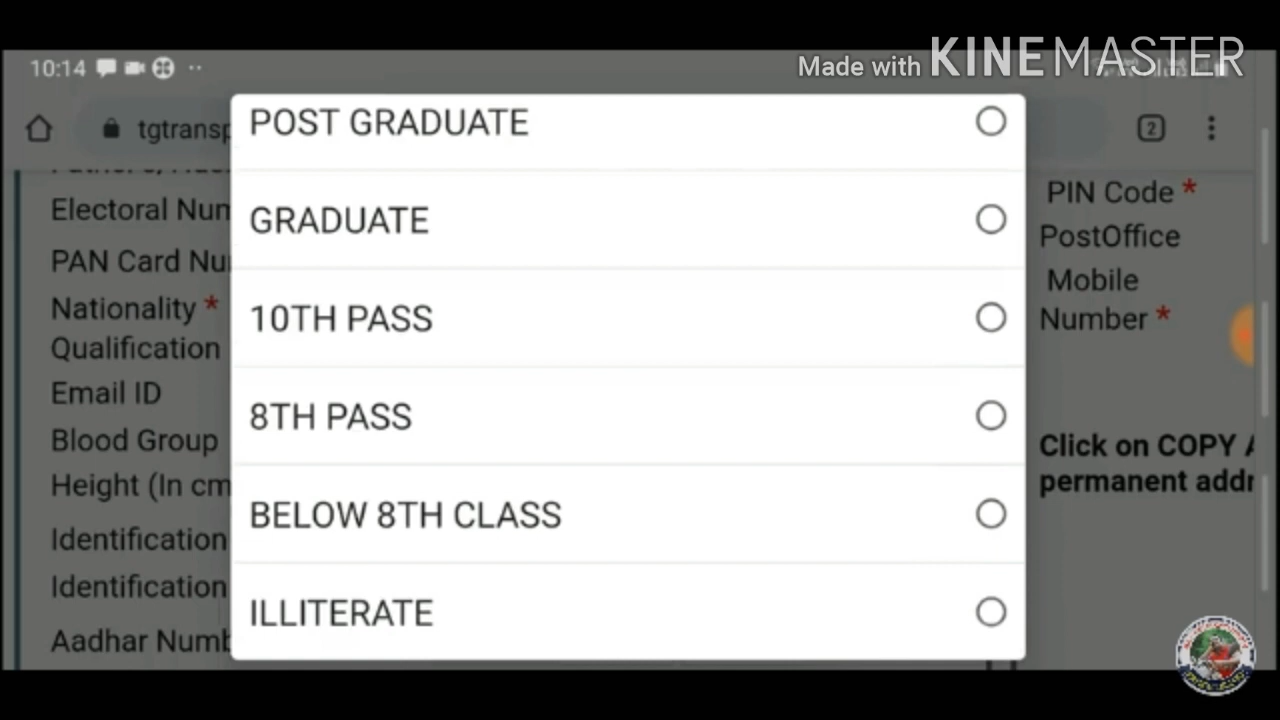 Made with KINEMASTER
10:14
tgtransp
2
POST GRADUATE
GRADUATE
10TH PASS
8TH PASS
BELOW 8TH CLASS
ILLITERATE
Electoral Num
PAN Card Nu
Nationality *
Qualification
Email ID
Blood Group
Height (In cm
Identification
Identification
Aadhar Numb
PIN Code *
PostOffice
Mobile
Number *
Click on COPY A
permanent addr